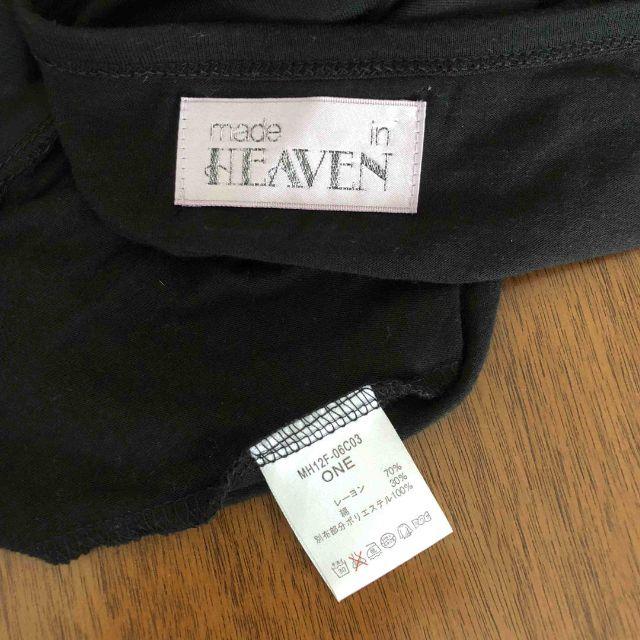 made in
HEAVEN
MH12F-06C03
ONE
レーヨン 70%
綿 30%
別布部分ポリエステル100%